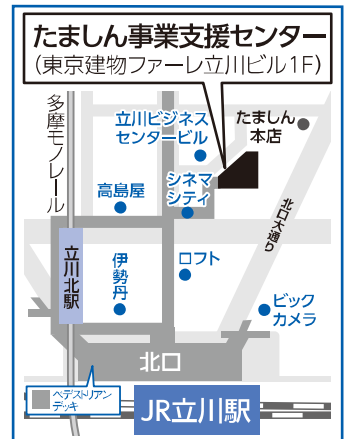 たましん事業支援センター
（東京建物ファーレ立川ビル1F）
多摩モノレール
立川ビジネス
センタービル
たましん
本店
シネマ
シティ
高島屋
北口大通り
立川北駅
伊勢丹
ロフト
ビック
カメラ
北口
ペデストリアン
デッキ
JR立川駅